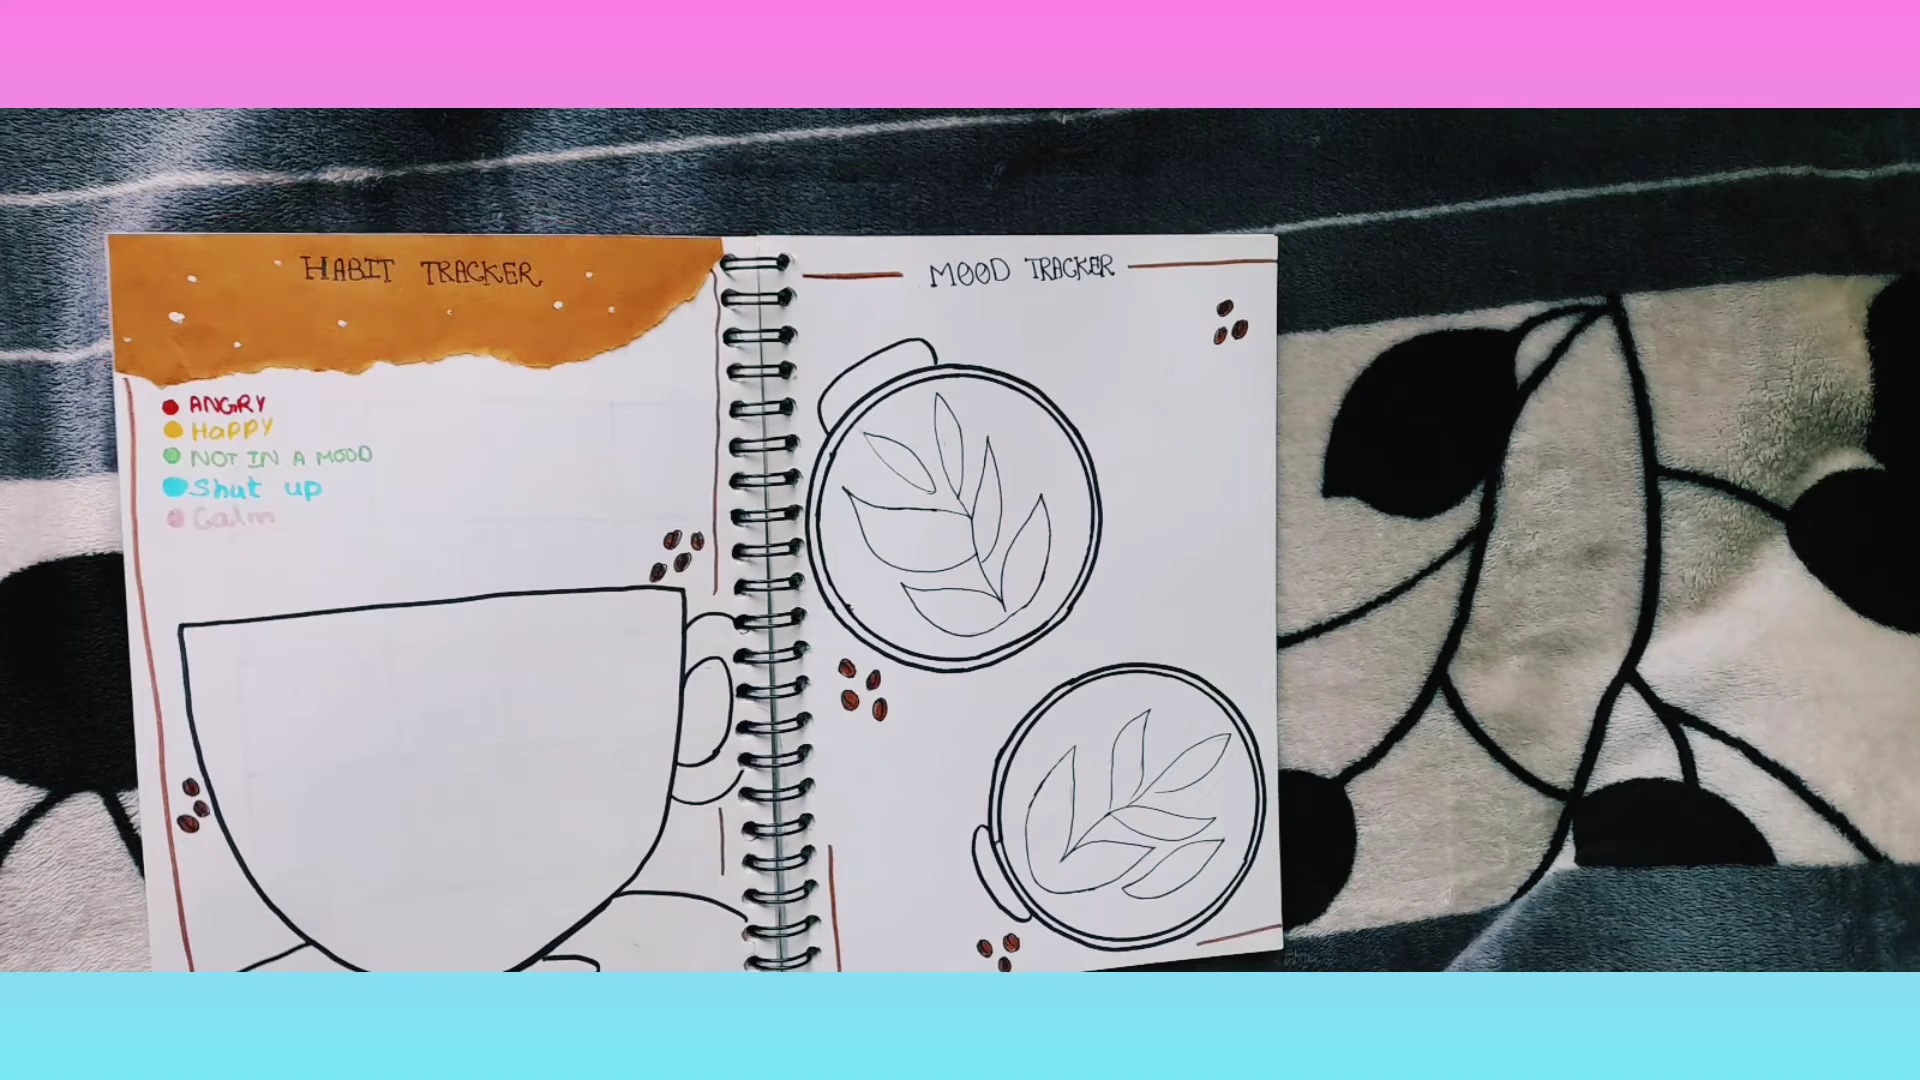 HABIT TRACKER
ANGRY
HAPPY
NOT IN A MOOD
Shut up
Calm
MOOD TRACKER